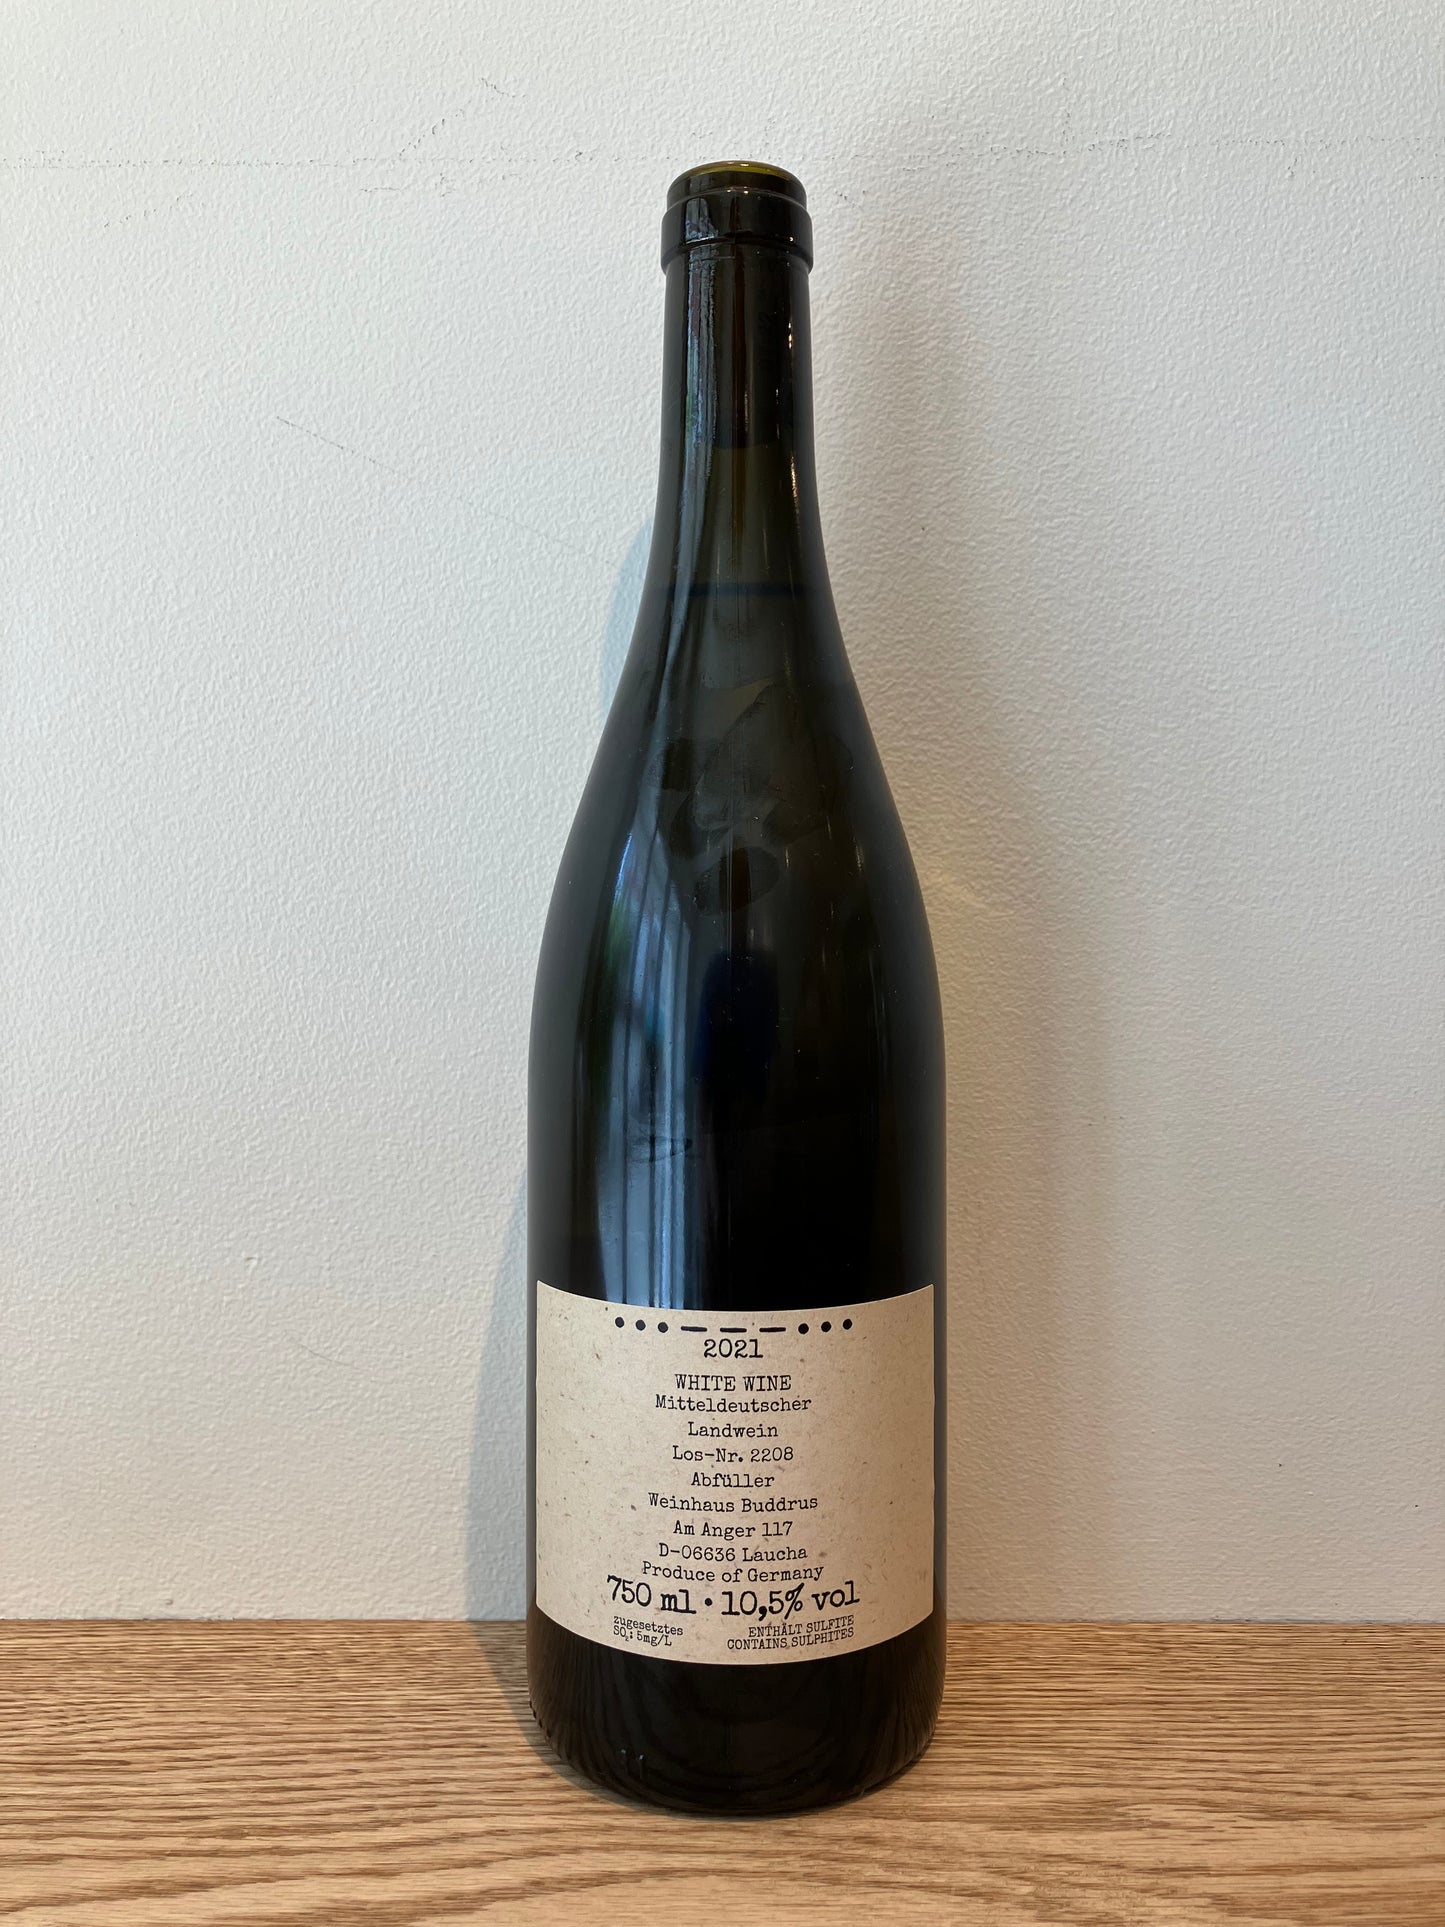 •••———•••
2021
WHITE WINE
Mitteldeutscher
Landwein
Los-Nr. 2208
Abfüller
Weinhaus Buddrus
Am Anger 117
D-06636 Laucha
Produce of Germany
750 ml • 10,5% vol
zugesetztes
SO₂: 5mg/L
ENTHÄLT SULFITE
CONTAINS SULPHITES